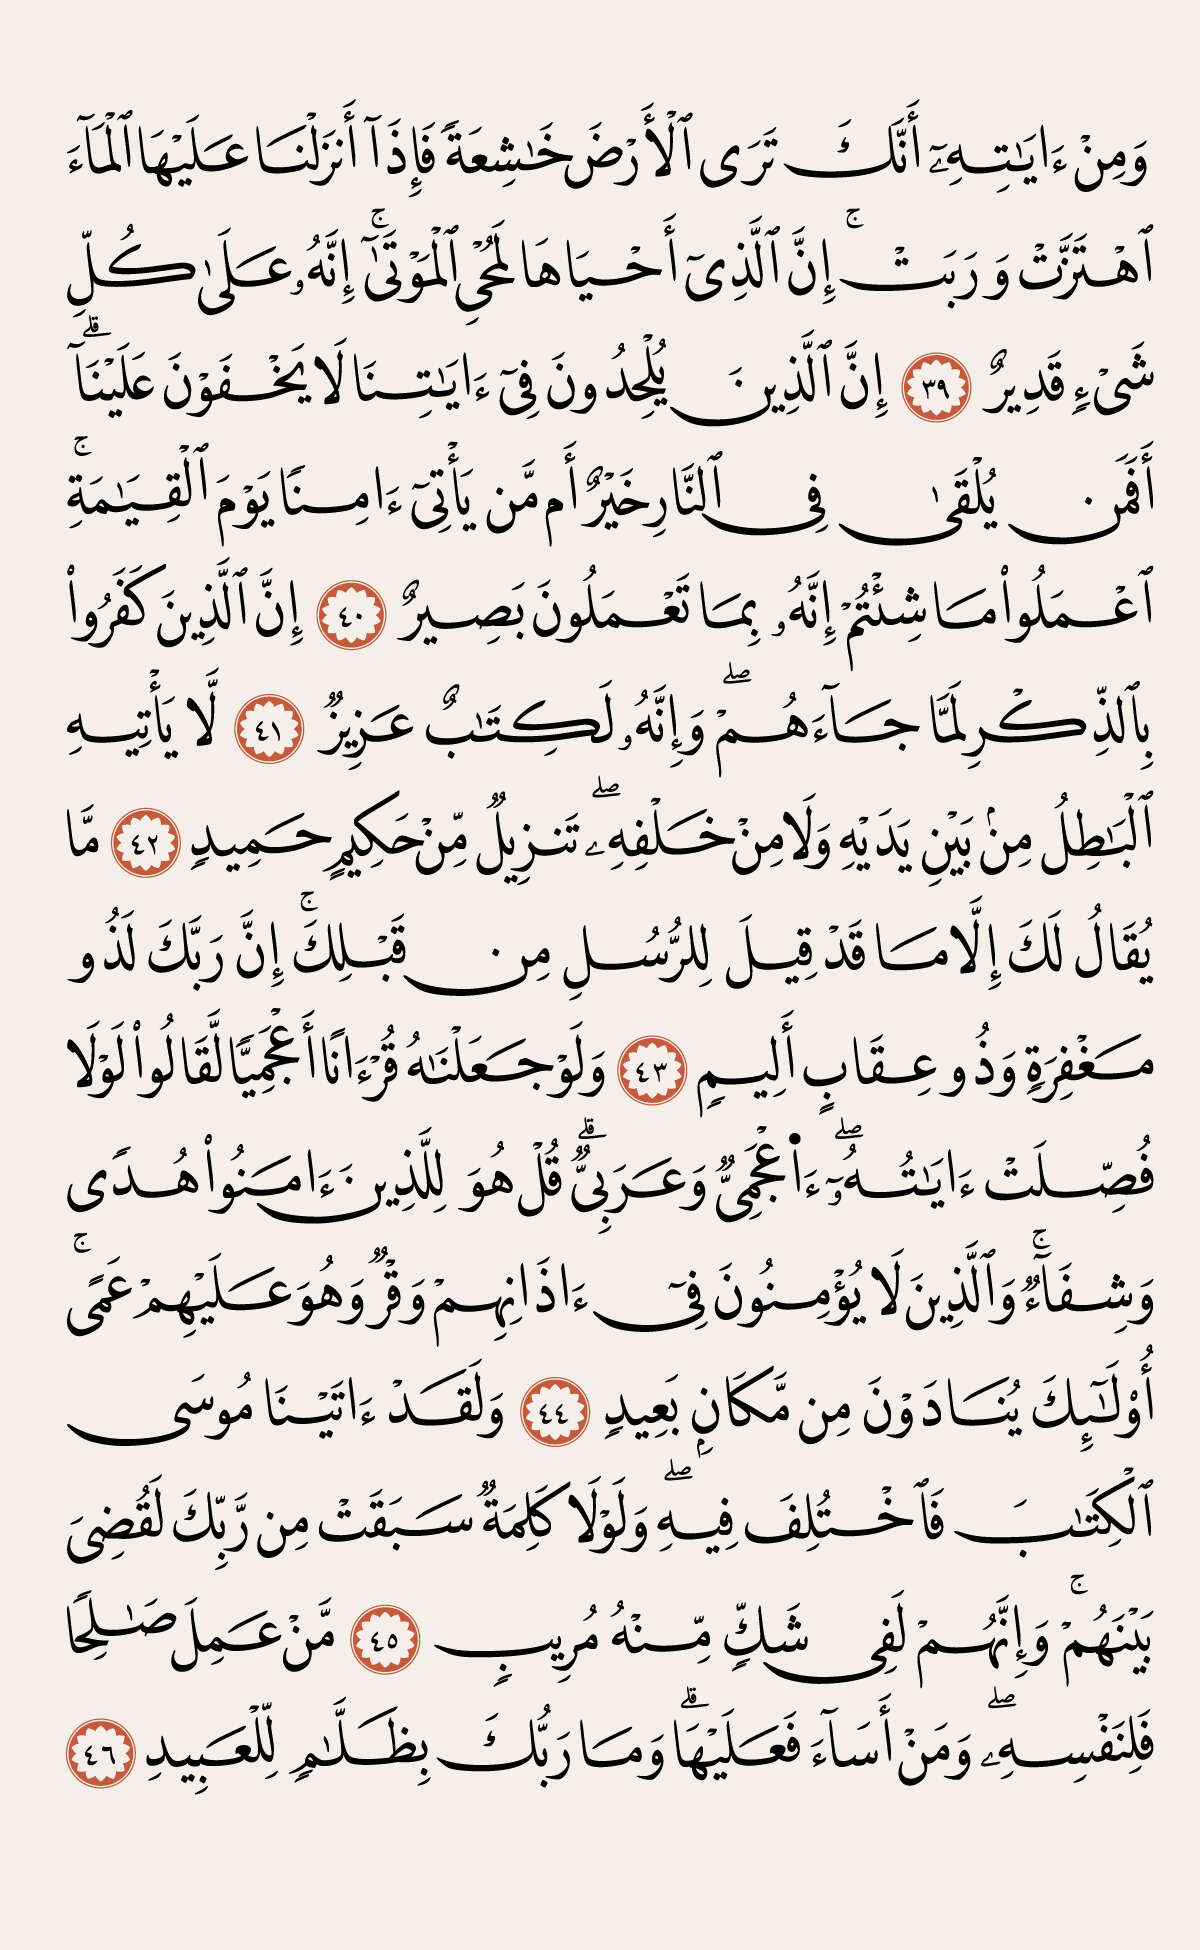 وَمِنْ ءَايَٰتِهِۦٓ أَنَّكَ تَرَى ٱلْأَرْضَ خَٰشِعَةً فَإِذَآ أَنزَلْنَا عَلَيْهَا ٱلْمَآءَ
ٱهْتَزَّتْ وَرَبَتْ ۚ إِنَّ ٱلَّذِىٓ أَحْيَاهَا لَمُحْىِ ٱلْمَوْتَىٰٓ ۚ إِنَّهُۥ عَلَىٰ كُلِّ
شَىْءٍ قَدِيرٌ ٣٩ إِنَّ ٱلَّذِينَ يُلْحِدُونَ فِىٓ ءَايَٰتِنَا لَا يَخْفَوْنَ عَلَيْنَآ ۗ
أَفَمَن يُلْقَىٰ فِى ٱلنَّارِ خَيْرٌ أَم مَّن يَأْتِىٓ ءَامِنًا يَوْمَ ٱلْقِيَٰمَةِ ۚ
ٱعْمَلُوا۟ مَا شِئْتُمْ إِنَّهُۥ بِمَا تَعْمَلُونَ بَصِيرٌ ٤٠ إِنَّ ٱلَّذِينَ كَفَرُوا۟
بِٱلذِّكْرِ لَمَّا جَآءَهُمْ ۖ وَإِنَّهُۥ لَكِتَٰبٌ عَزِيزٌ ٤١ لَّا يَأْتِيهِ
ٱلْبَٰطِلُ مِنۢ بَيْنِ يَدَيْهِ وَلَا مِنْ خَلْفِهِۦ ۖ تَنزِيلٌ مِّنْ حَكِيمٍ حَمِيدٍ ٤٢ مَّا
يُقَالُ لَكَ إِلَّا مَا قَدْ قِيلَ لِلرُّسُلِ مِن قَبْلِكَ ۚ إِنَّ رَبَّكَ لَذُو
مَغْفِرَةٍ وَذُو عِقَابٍ أَلِيمٍ ٤٣ وَلَوْ جَعَلْنَٰهُ قُرْءَانًا أَعْجَمِيًّا لَّقَالُوا۟ لَوْلَا
فُصِّلَتْ ءَايَٰتُهُۥٓ ۖ ءَا۬عْجَمِىٌّ وَعَرَبِىٌّ ۗ قُلْ هُوَ لِلَّذِينَ ءَامَنُوا۟ هُدًى
وَشِفَآءٌ ۚ وَٱلَّذِينَ لَا يُؤْمِنُونَ فِىٓ ءَاذَانِهِمْ وَقْرٌ وَهُوَ عَلَيْهِمْ عَمًى ۚ
أُو۟لَٰٓئِكَ يُنَادَوْنَ مِن مَّكَانٍۭ بَعِيدٍ ٤٤ وَلَقَدْ ءَاتَيْنَا مُوسَى
ٱلْكِتَٰبَ فَٱخْتُلِفَ فِيهِ ۖ وَلَوْلَا كَلِمَةٌ سَبَقَتْ مِن رَّبِّكَ لَقُضِىَ
بَيْنَهُمْ ۚ وَإِنَّهُمْ لَفِى شَكٍّ مِّنْهُ مُرِيبٍ ٤٥ مَّنْ عَمِلَ صَٰلِحًا
فَلِنَفْسِهِۦ ۖ وَمَنْ أَسَآءَ فَعَلَيْهَا ۗ وَمَا رَبُّكَ بِظَلَّٰمٍ لِّلْعَبِيدِ ٤٦